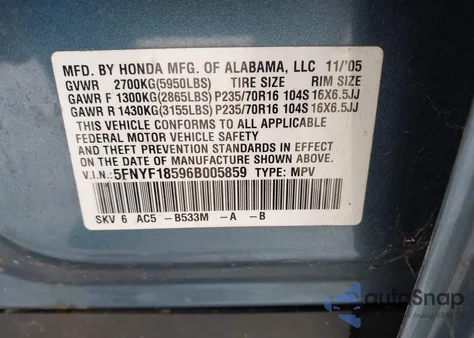 MFD. BY HONDA MFG. OF ALABAMA, LLC 11/'05
GVWR 2700KG(5950LBS) TIRE SIZE RIM SIZE
GAWR F 1300KG(2865LBS) P235/70R16 104S 16X6.5JJ
GAWR R 1430KG(3155LBS) P235/70R16 104S 16X6.5JJ
THIS VEHICLE CONFORMS TO ALL APPLICABLE
FEDERAL MOTOR VEHICLE SAFETY
AND THEFT PREVENTION STANDARDS IN EFFECT
ON THE DATE OF MANUFACTURE SHOWN ABOVE.
V.I.N.: 5FNYF18596B005859 TYPE: MPV
SKV 6 AC5 -B533M -A -B
autoSnap